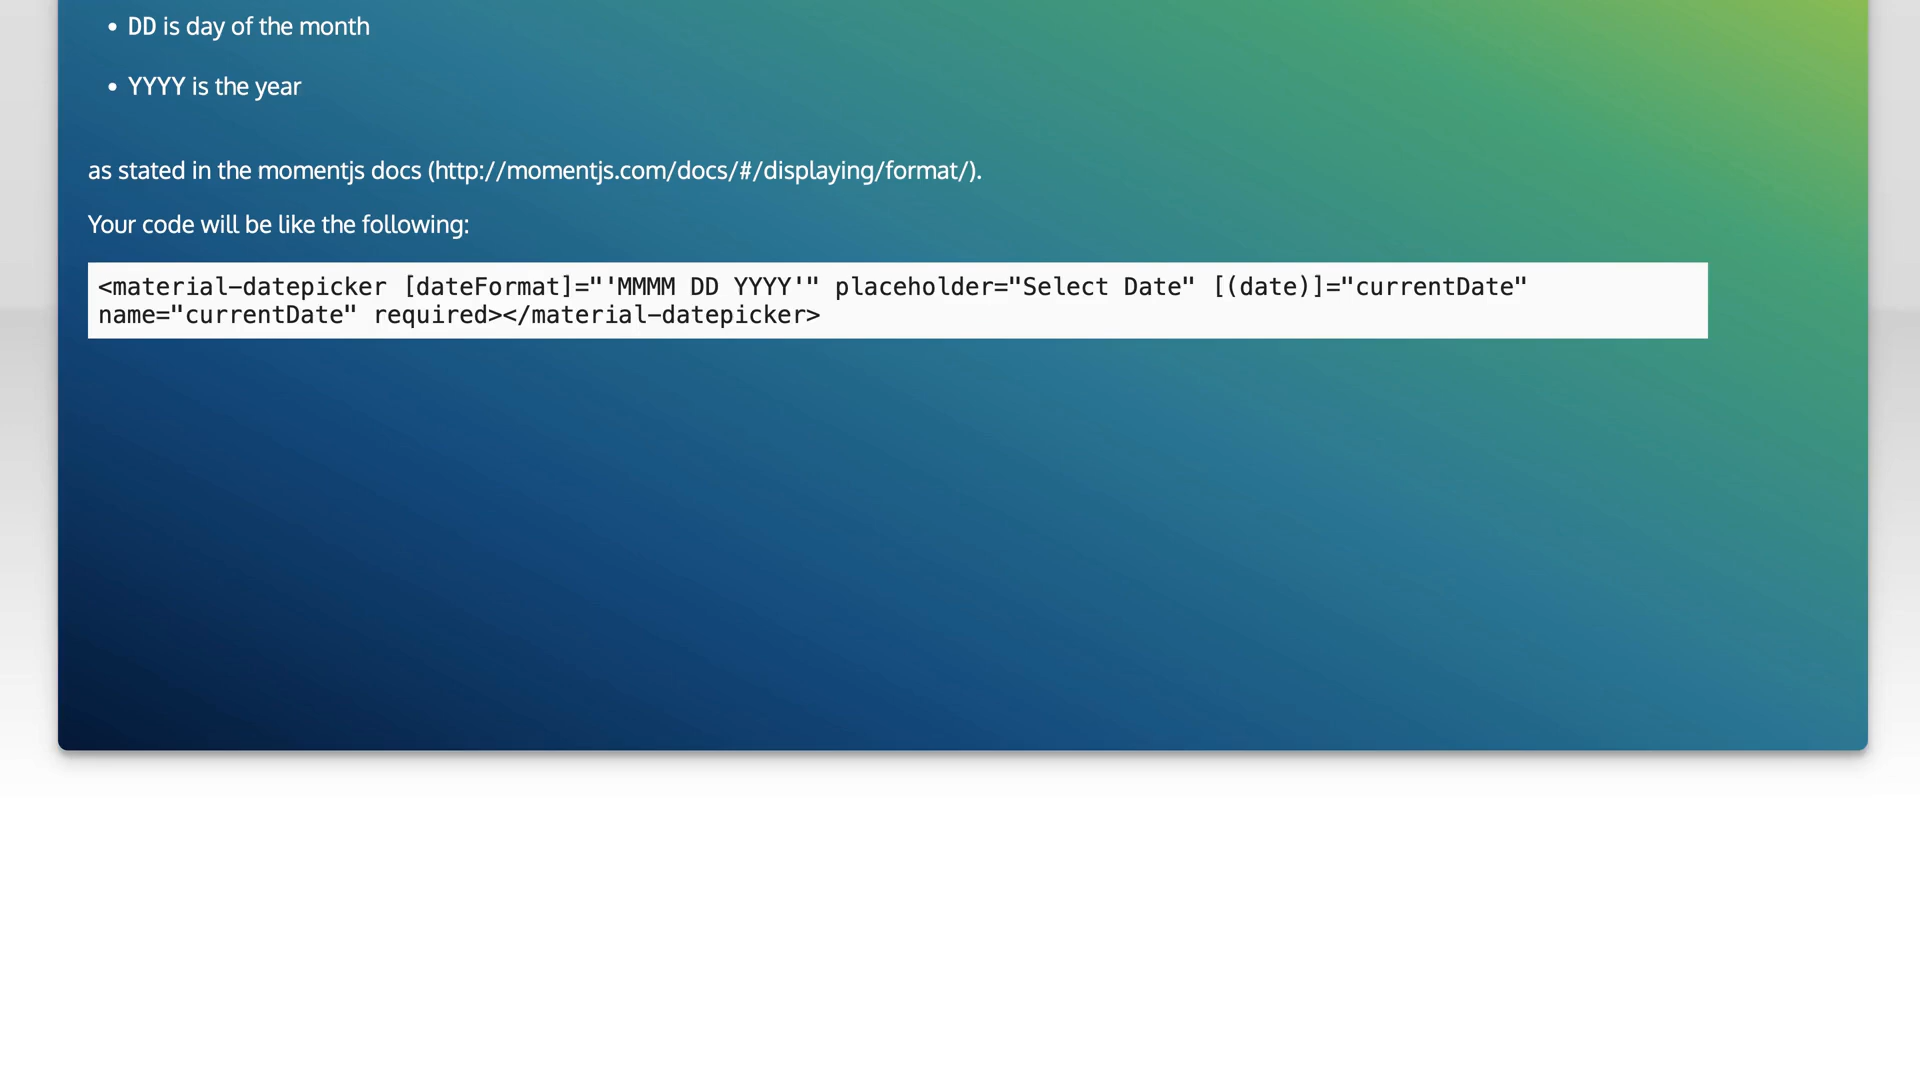 • DD is day of the month
• YYYY is the year
as stated in the momentjs docs (http://momentjs.com/docs/#/displaying/format/).
Your code will be like the following:
<material-datepicker [dateFormat]="'MMMM DD YYYY'" placeholder="Select Date" [(date)]="currentDate"
name="currentDate" required></material-datepicker>